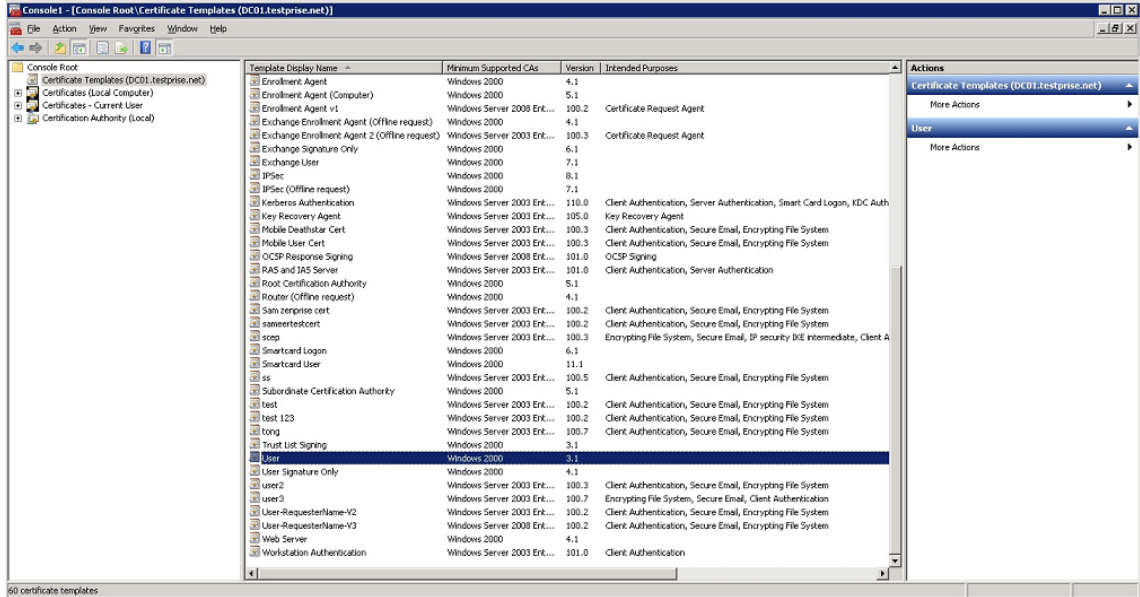 Console1 - [Console Root\Certificate Templates (DC01.testprise.net)]
File Action View Favorites Window Help
Console Root
Certificate Templates (DC01.testprise.net)
Certificates (Local Computer)
Certificates - Current User
Certification Authority (Local)
Template Display Name Minimum Supported CAs Version Intended Purposes
Enrollment Agent Windows 2000 4.1
Enrollment Agent (Computer) Windows 2000 5.1
Enrollment Agent v1 Windows Server 2008 Ent... 100.2 Certificate Request Agent
Exchange Enrollment Agent (Offline request) Windows 2000 4.1
Exchange Enrollment Agent 2 (Offline request) Windows Server 2003 Ent... 100.3 Certificate Request Agent
Exchange Signature Only Windows 2000 6.1
Exchange User Windows 2000 7.1
IPSec Windows 2000 8.1
IPSec (Offline request) Windows 2000 7.1
Kerberos Authentication Windows Server 2003 Ent... 110.0 Client Authentication, Server Authentication, Smart Card Logon, KDC Auth
Key Recovery Agent Windows Server 2003 Ent... 105.0 Key Recovery Agent
Mobile Deathstar Cert Windows Server 2003 Ent... 100.3 Client Authentication, Secure Email, Encrypting File System
Mobile User Cert Windows Server 2003 Ent... 100.3 Client Authentication, Secure Email, Encrypting File System
OCSP Response Signing Windows Server 2008 Ent... 101.0 OCSP Signing
RAS and IAS Server Windows Server 2003 Ent... 101.0 Client Authentication, Server Authentication
Root Certification Authority Windows 2000 5.1
Router (Offline request) Windows 2000 4.1
Sam zenprise cert Windows Server 2003 Ent... 100.2 Client Authentication, Secure Email, Encrypting File System
sameertestcert Windows Server 2003 Ent... 100.2 Client Authentication, Secure Email, Encrypting File System
scep Windows Server 2003 Ent... 100.3 Encrypting File System, Secure Email, IP security IKE intermediate, Client A
Smartcard Logon Windows 2000 6.1
Smartcard User Windows 2000 11.1
ss Windows Server 2003 Ent... 100.5 Client Authentication, Secure Email, Encrypting File System
Subordinate Certification Authority Windows 2000 5.1
test Windows Server 2003 Ent... 100.2 Client Authentication, Secure Email, Encrypting File System
test 123 Windows Server 2003 Ent... 100.2 Client Authentication, Secure Email, Encrypting File System
tong Windows Server 2003 Ent... 100.7 Client Authentication, Secure Email, Encrypting File System
Trust List Signing Windows 2000 3.1
User Windows 2000 3.1
User Signature Only Windows 2000 4.1
user2 Windows Server 2003 Ent... 100.3 Client Authentication, Secure Email, Encrypting File System
user3 Windows Server 2003 Ent... 100.7 Encrypting File System, Secure Email, Client Authentication
User-RequesterName-V2 Windows Server 2003 Ent... 100.2 Client Authentication, Secure Email, Encrypting File System
User-RequesterName-V3 Windows Server 2008 Ent... 100.2 Client Authentication, Secure Email, Encrypting File System
Web Server Windows 2000 4.1
Workstation Authentication Windows Server 2003 Ent... 101.0 Client Authentication
Actions
Certificate Templates (DC01.testprise.net)
More Actions
User
More Actions
60 certificate templates